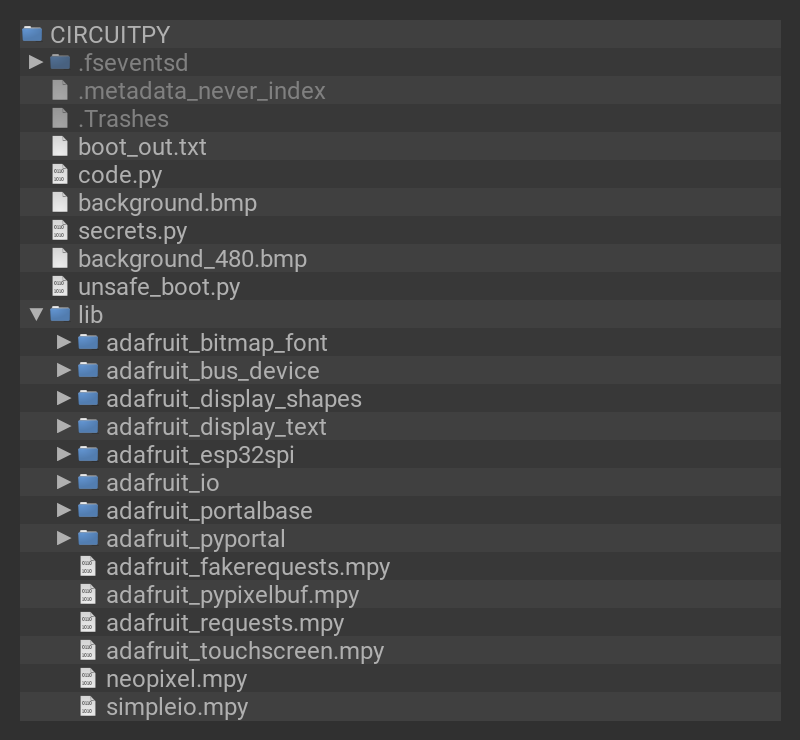 CIRCUITPY
.fseventsd
.metadata_never_index
.Trashes
boot_out.txt
code.py
background.bmp
secrets.py
background_480.bmp
unsafe_boot.py
lib
adafruit_bitmap_font
adafruit_bus_device
adafruit_display_shapes
adafruit_display_text
adafruit_esp32spi
adafruit_io
adafruit_portalbase
adafruit_pyportal
adafruit_fakerequests.mpy
adafruit_pypixelbuf.mpy
adafruit_requests.mpy
adafruit_touchscreen.mpy
neopixel.mpy
simpleio.mpy